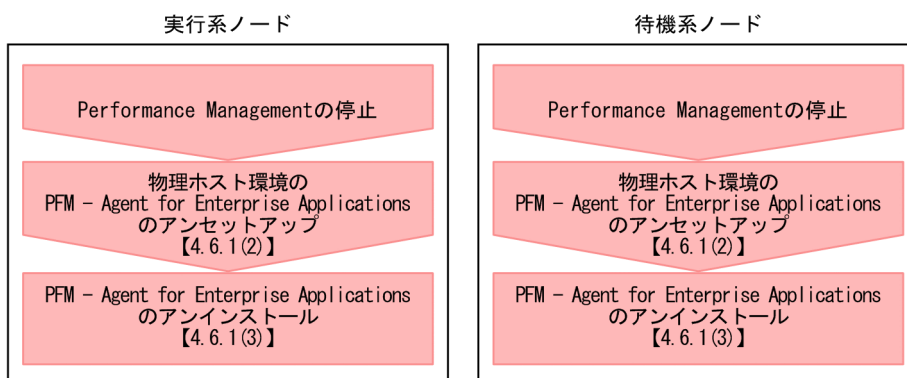 実行系ノード
Performance Managementの停止
物理ホスト環境の
PFM − Agent for Enterprise Applications
のアンセットアップ
【4.6.1(2)】
PFM − Agent for Enterprise Applications
のアンインストール
【4.6.1(3)】
待機系ノード
Performance Managementの停止
物理ホスト環境の
PFM − Agent for Enterprise Applications
のアンセットアップ
【4.6.1(2)】
PFM − Agent for Enterprise Applications
のアンインストール
【4.6.1(3)】